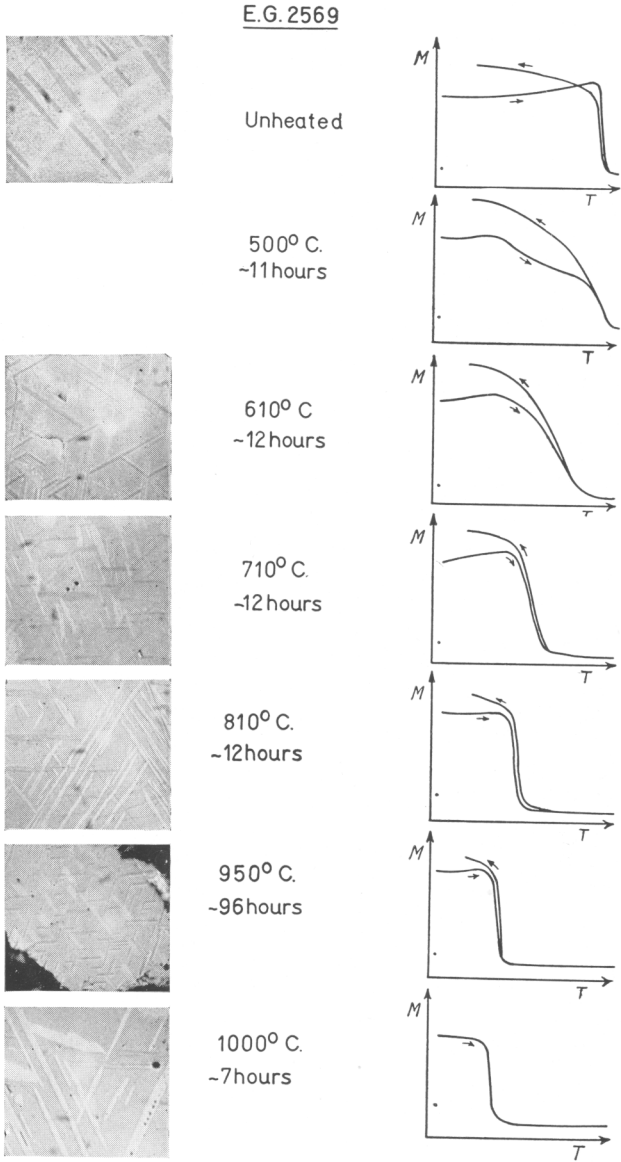 E.G. 2569
M
Unheated
T
M
500° C.
~11 hours
T
M
610° C
~12 hours
T
M
710° C.
~12 hours
T
M
810° C.
~12 hours
T
M
950° C.
~96 hours
T
M
1000° C.
~7 hours
T